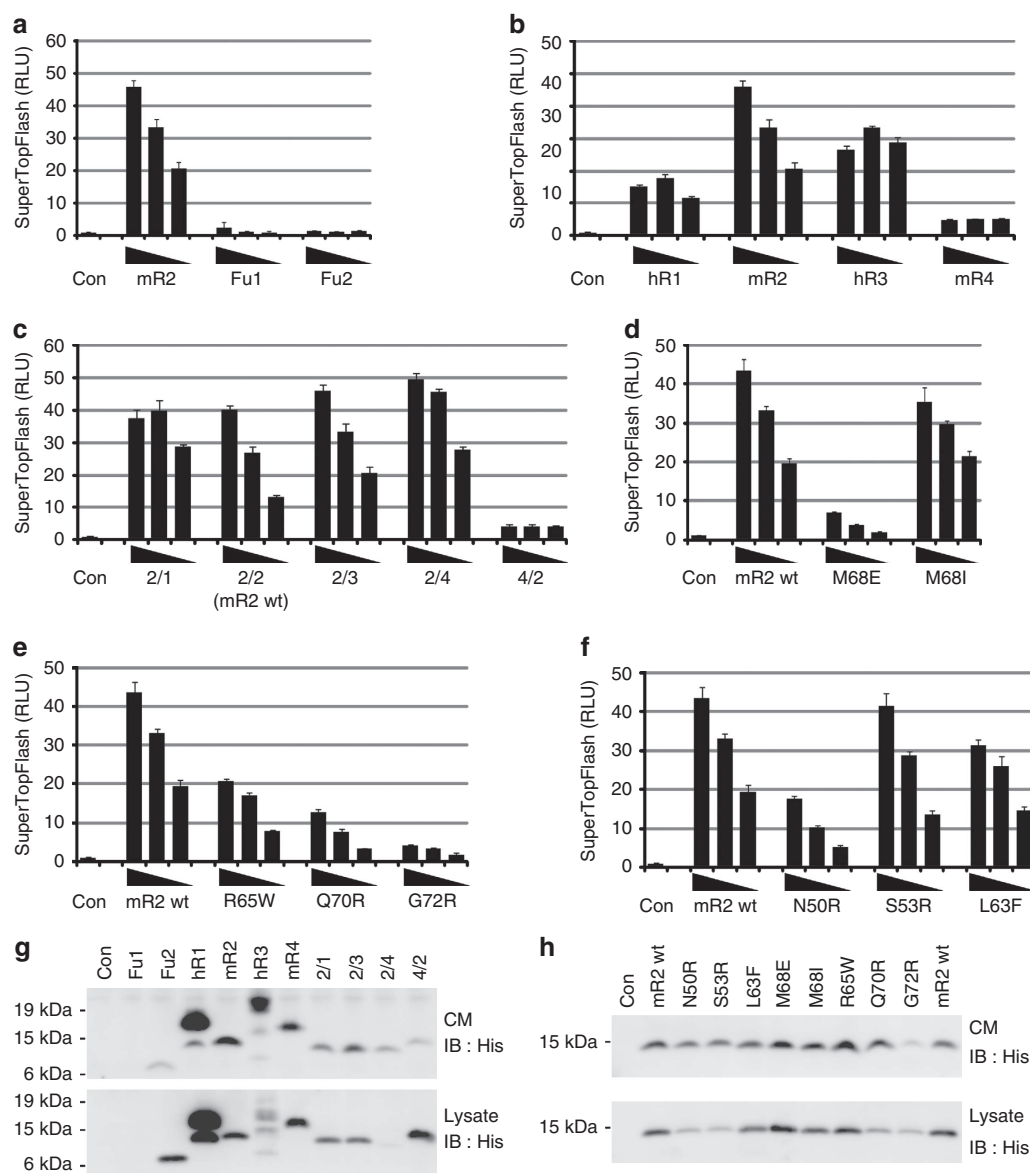 a
SuperTopFlash (RLU)
60
50
40
30
20
10
0
Con mR2 Fu1 Fu2
b
SuperTopFlash (RLU)
50
40
30
20
10
0
Con hR1 mR2 hR3 mR4
c
SuperTopFlash (RLU)
60
50
40
30
20
10
0
Con 2/1 2/2 2/3 2/4 4/2
(mR2 wt)
d
SuperTopFlash (RLU)
50
40
30
20
10
0
Con mR2 wt M68E M68I
e
SuperTopFlash (RLU)
50
40
30
20
10
0
Con mR2 wt R65W Q70R G72R
f
SuperTopFlash (RLU)
50
40
30
20
10
0
Con mR2 wt N50R S53R L63F
g
Con Fu1 Fu2 hR1 mR2 hR3 mR4 2/1 2/3 2/4 4/2
19 kDa -
15 kDa -
6 kDa -
CM
IB : His
19 kDa -
15 kDa -
6 kDa -
Lysate
IB : His
h
Con mR2 wt N50R S53R L63F M68E M68I R65W Q70R G72R mR2 wt
15 kDa -
CM
IB : His
15 kDa -
Lysate
IB : His